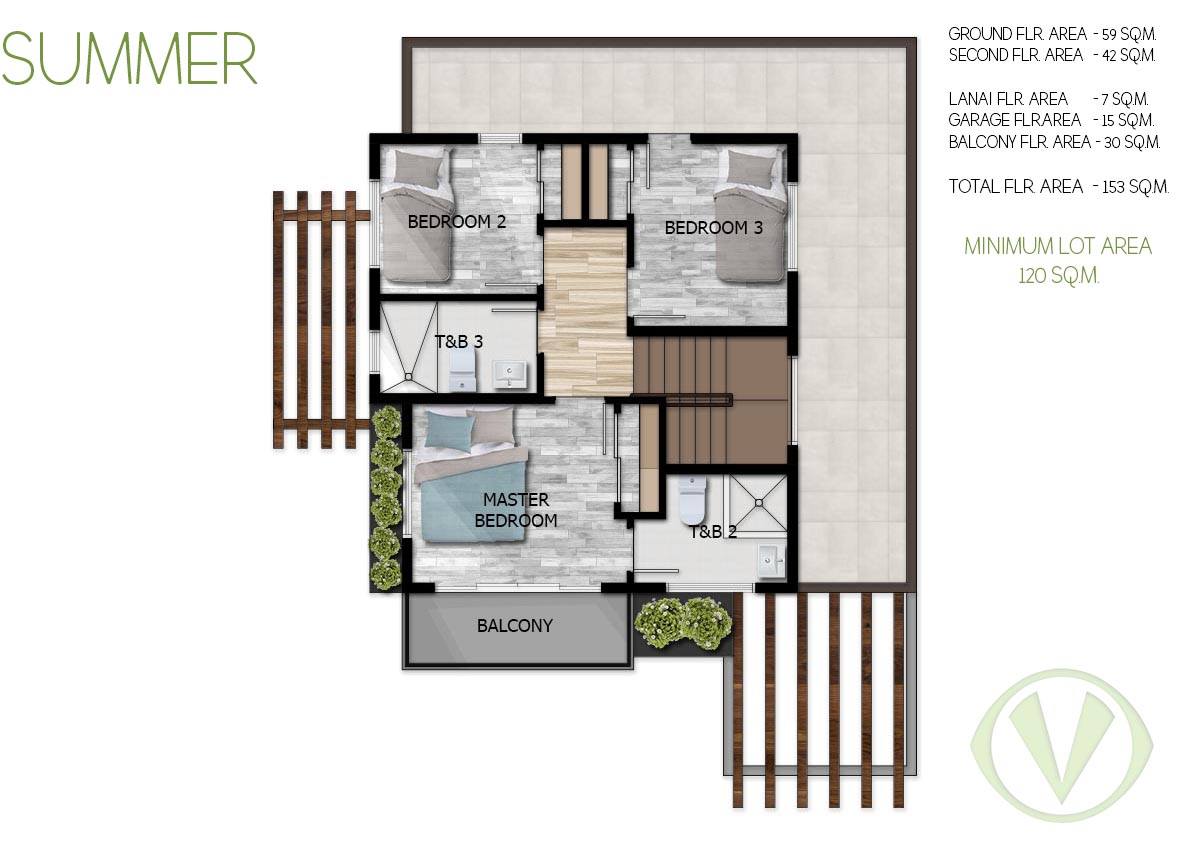 SUMMER
GROUND FLR. AREA - 59 SQ.M.
SECOND FLR. AREA - 42 SQ.M.
LANAI FLR. AREA - 7 SQ.M.
GARAGE FLR.AREA - 15 SQ.M.
BALCONY FLR. AREA - 30 SQ.M.
TOTAL FLR. AREA - 153 SQ.M.
MINIMUM LOT AREA
120 SQ.M.
BEDROOM 2
BEDROOM 3
T&B 3
MASTER
BEDROOM
T&B 2
BALCONY